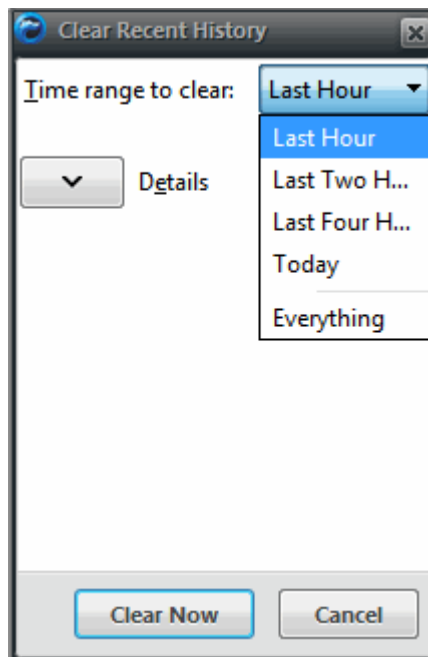 Clear Recent History
Time range to clear: Last Hour
Last Hour
Last Two H...
Details
Last Four H...
Today
Everything
Clear Now Cancel